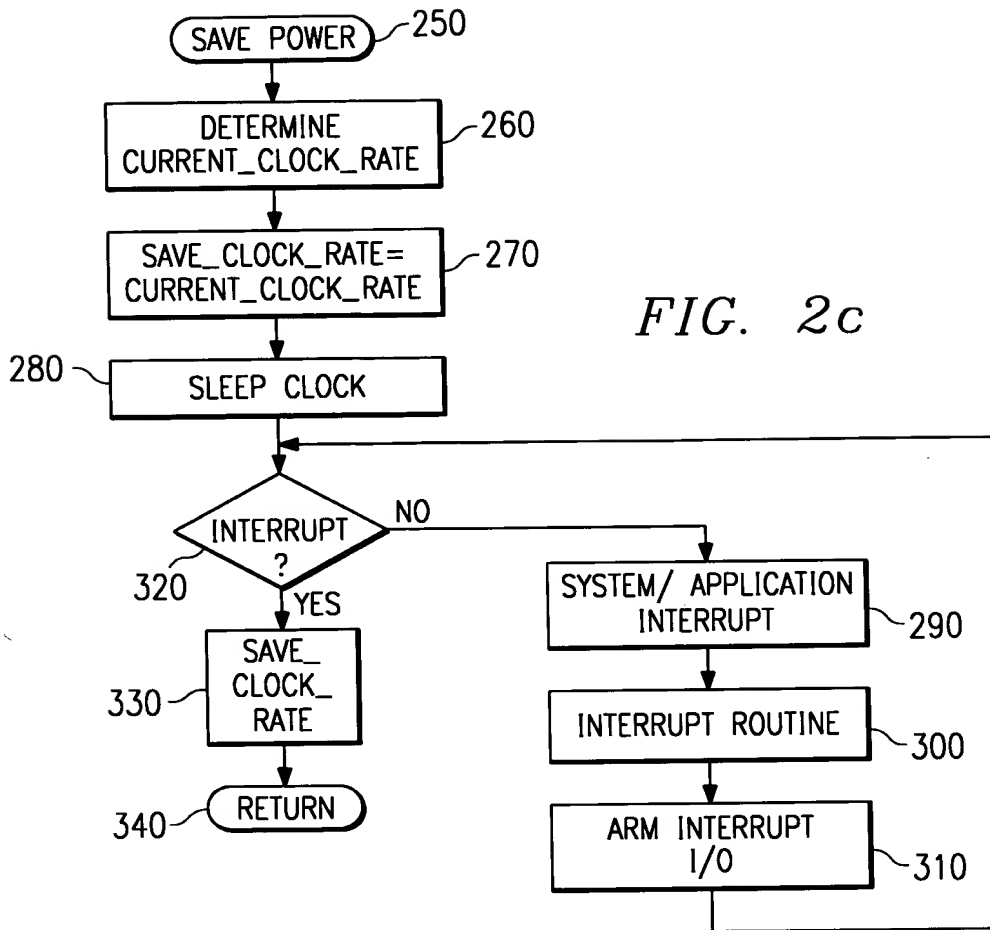 SAVE POWER
250
DETERMINE
CURRENT_CLOCK_RATE
260
SAVE_CLOCK_RATE=
CURRENT_CLOCK_RATE
270
FIG. 2c
280
SLEEP CLOCK
INTERRUPT
?
320
NO
YES
SYSTEM/ APPLICATION
INTERRUPT
290
SAVE_
CLOCK_
RATE
330
INTERRUPT ROUTINE
300
RETURN
340
ARM INTERRUPT
I/O
310